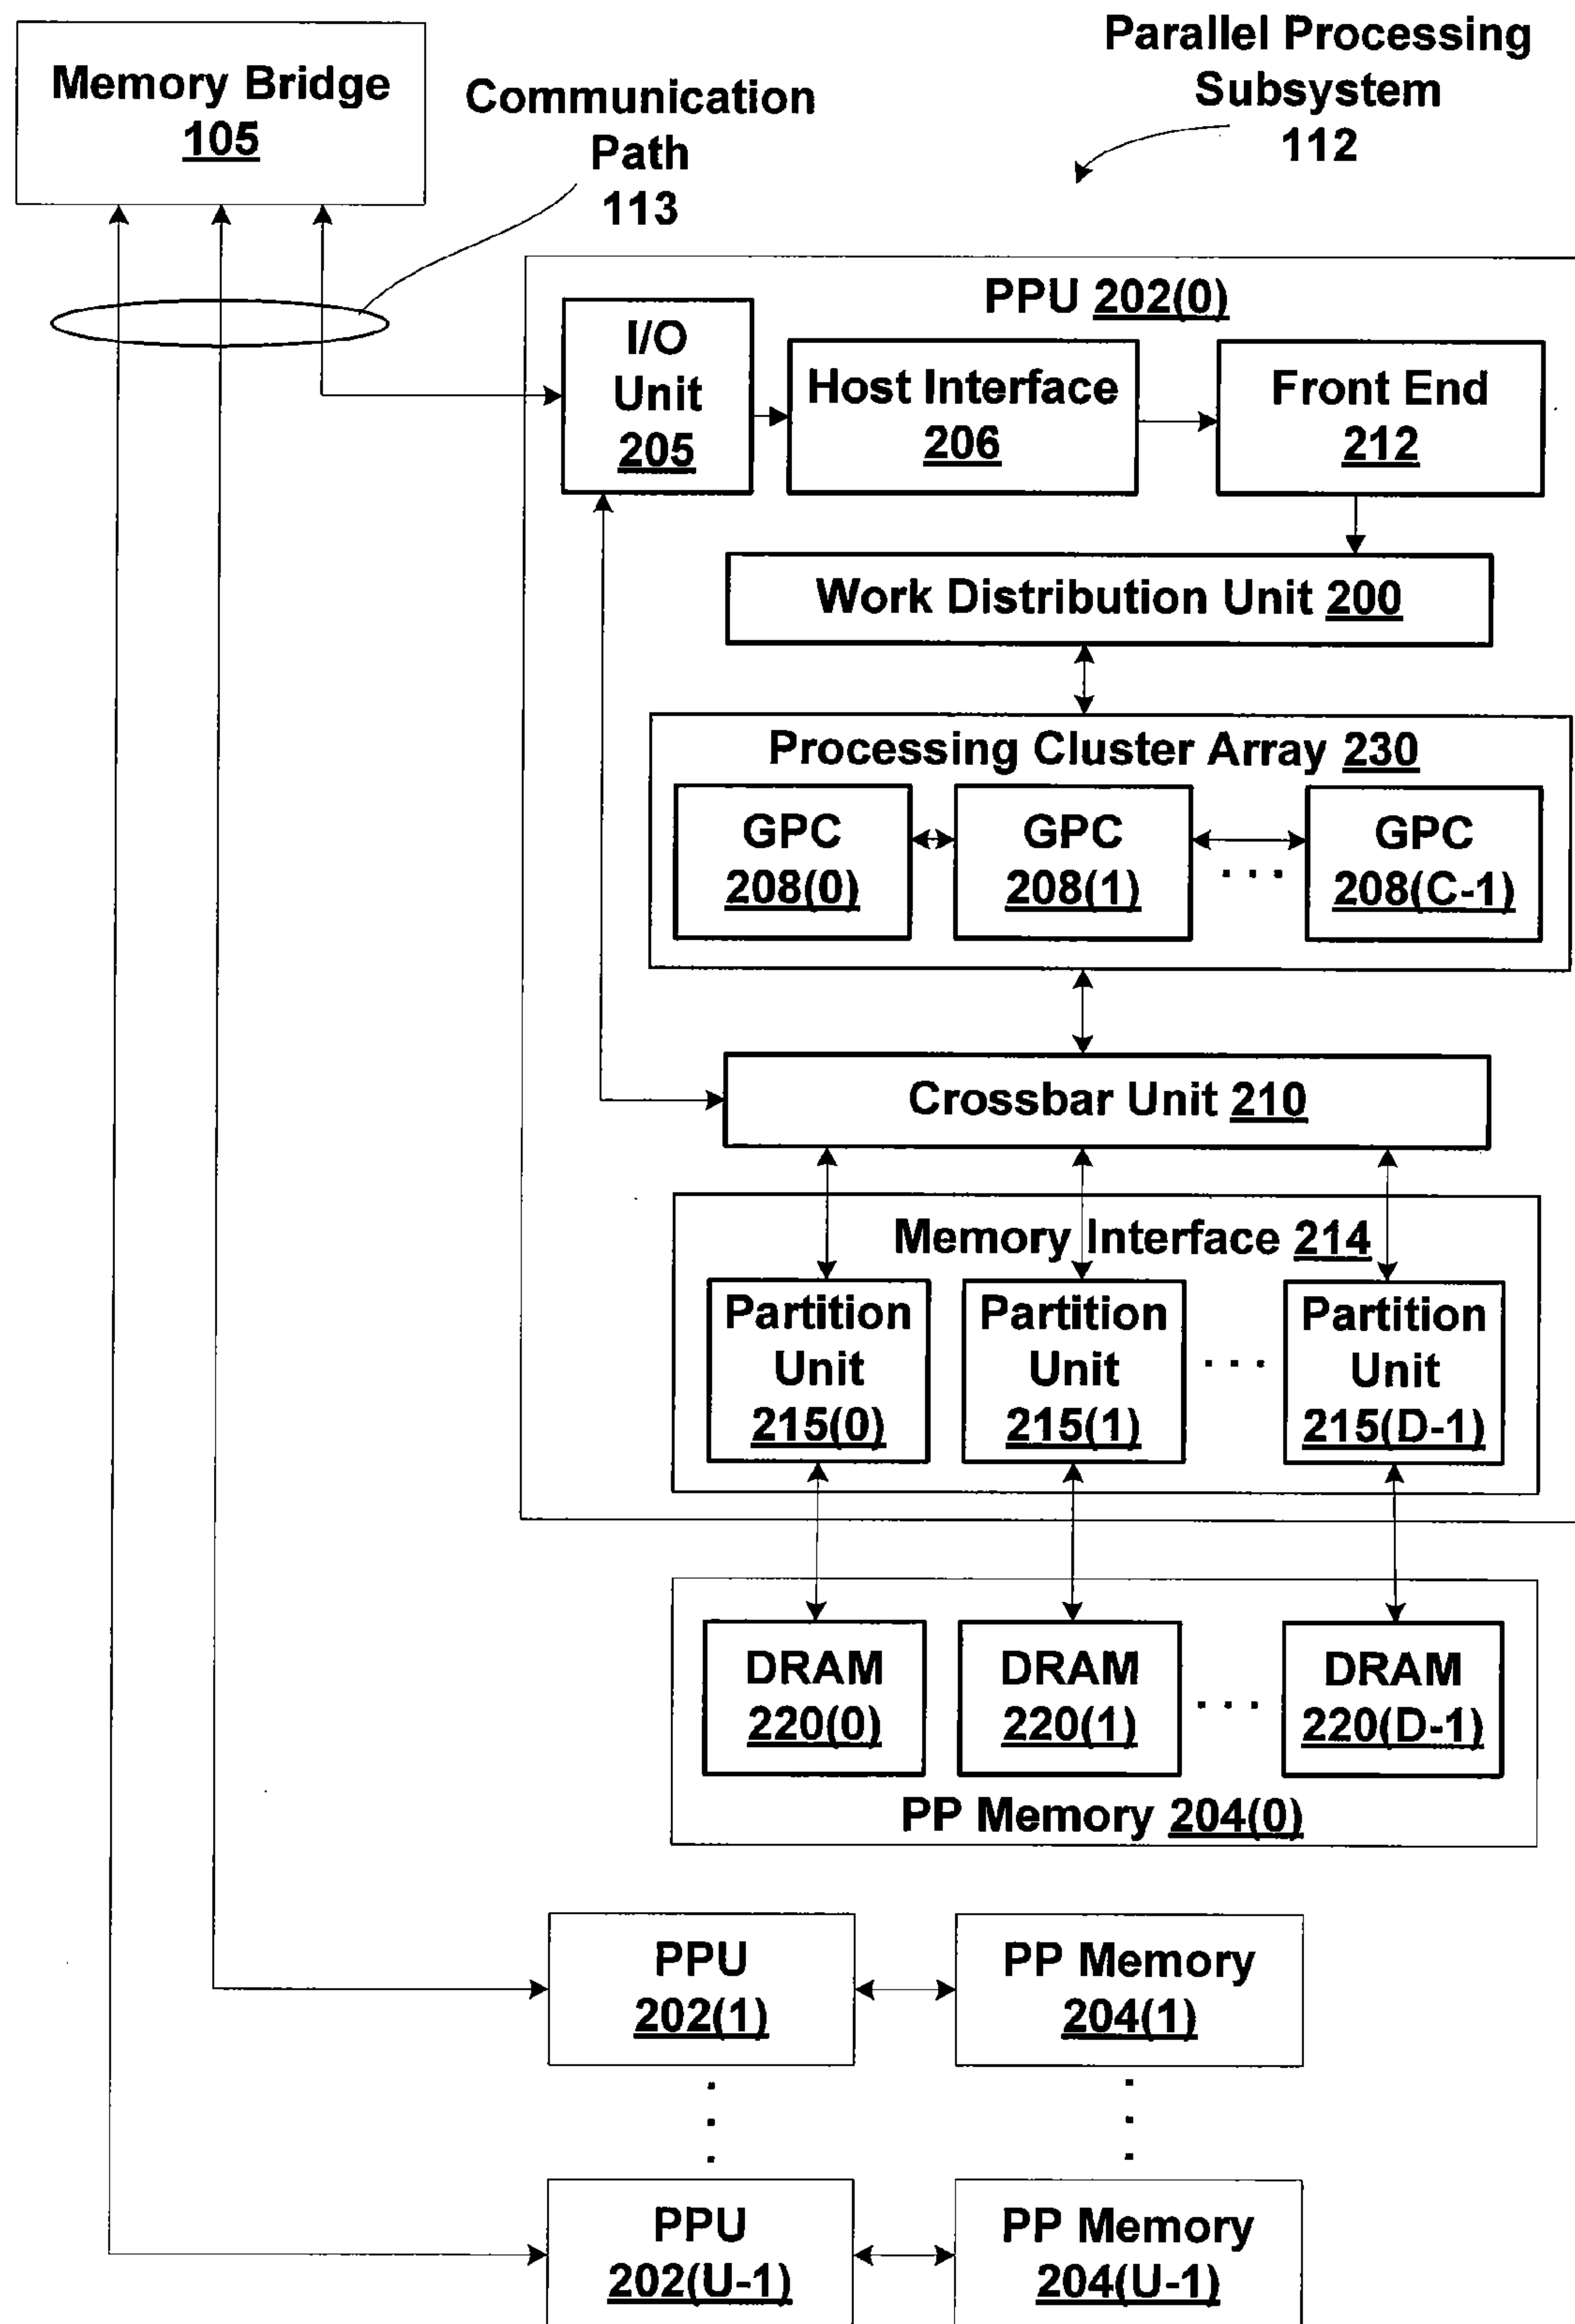 Memory Bridge
105
Communication
Path
113
Parallel Processing
Subsystem
112
PPU 202(0)
I/O
Unit
205
Host Interface
206
Front End
212
Work Distribution Unit 200
Processing Cluster Array 230
GPC
208(0)
GPC
208(1)
. . .
GPC
208(C-1)
Crossbar Unit 210
Memory Interface 214
Partition
Unit
215(0)
Partition
Unit
215(1)
. . .
Partition
Unit
215(D-1)
DRAM
220(0)
DRAM
220(1)
. . .
DRAM
220(D-1)
PP Memory 204(0)
PPU
202(1)
PP Memory
204(1)
PPU
202(U-1)
PP Memory
204(U-1)